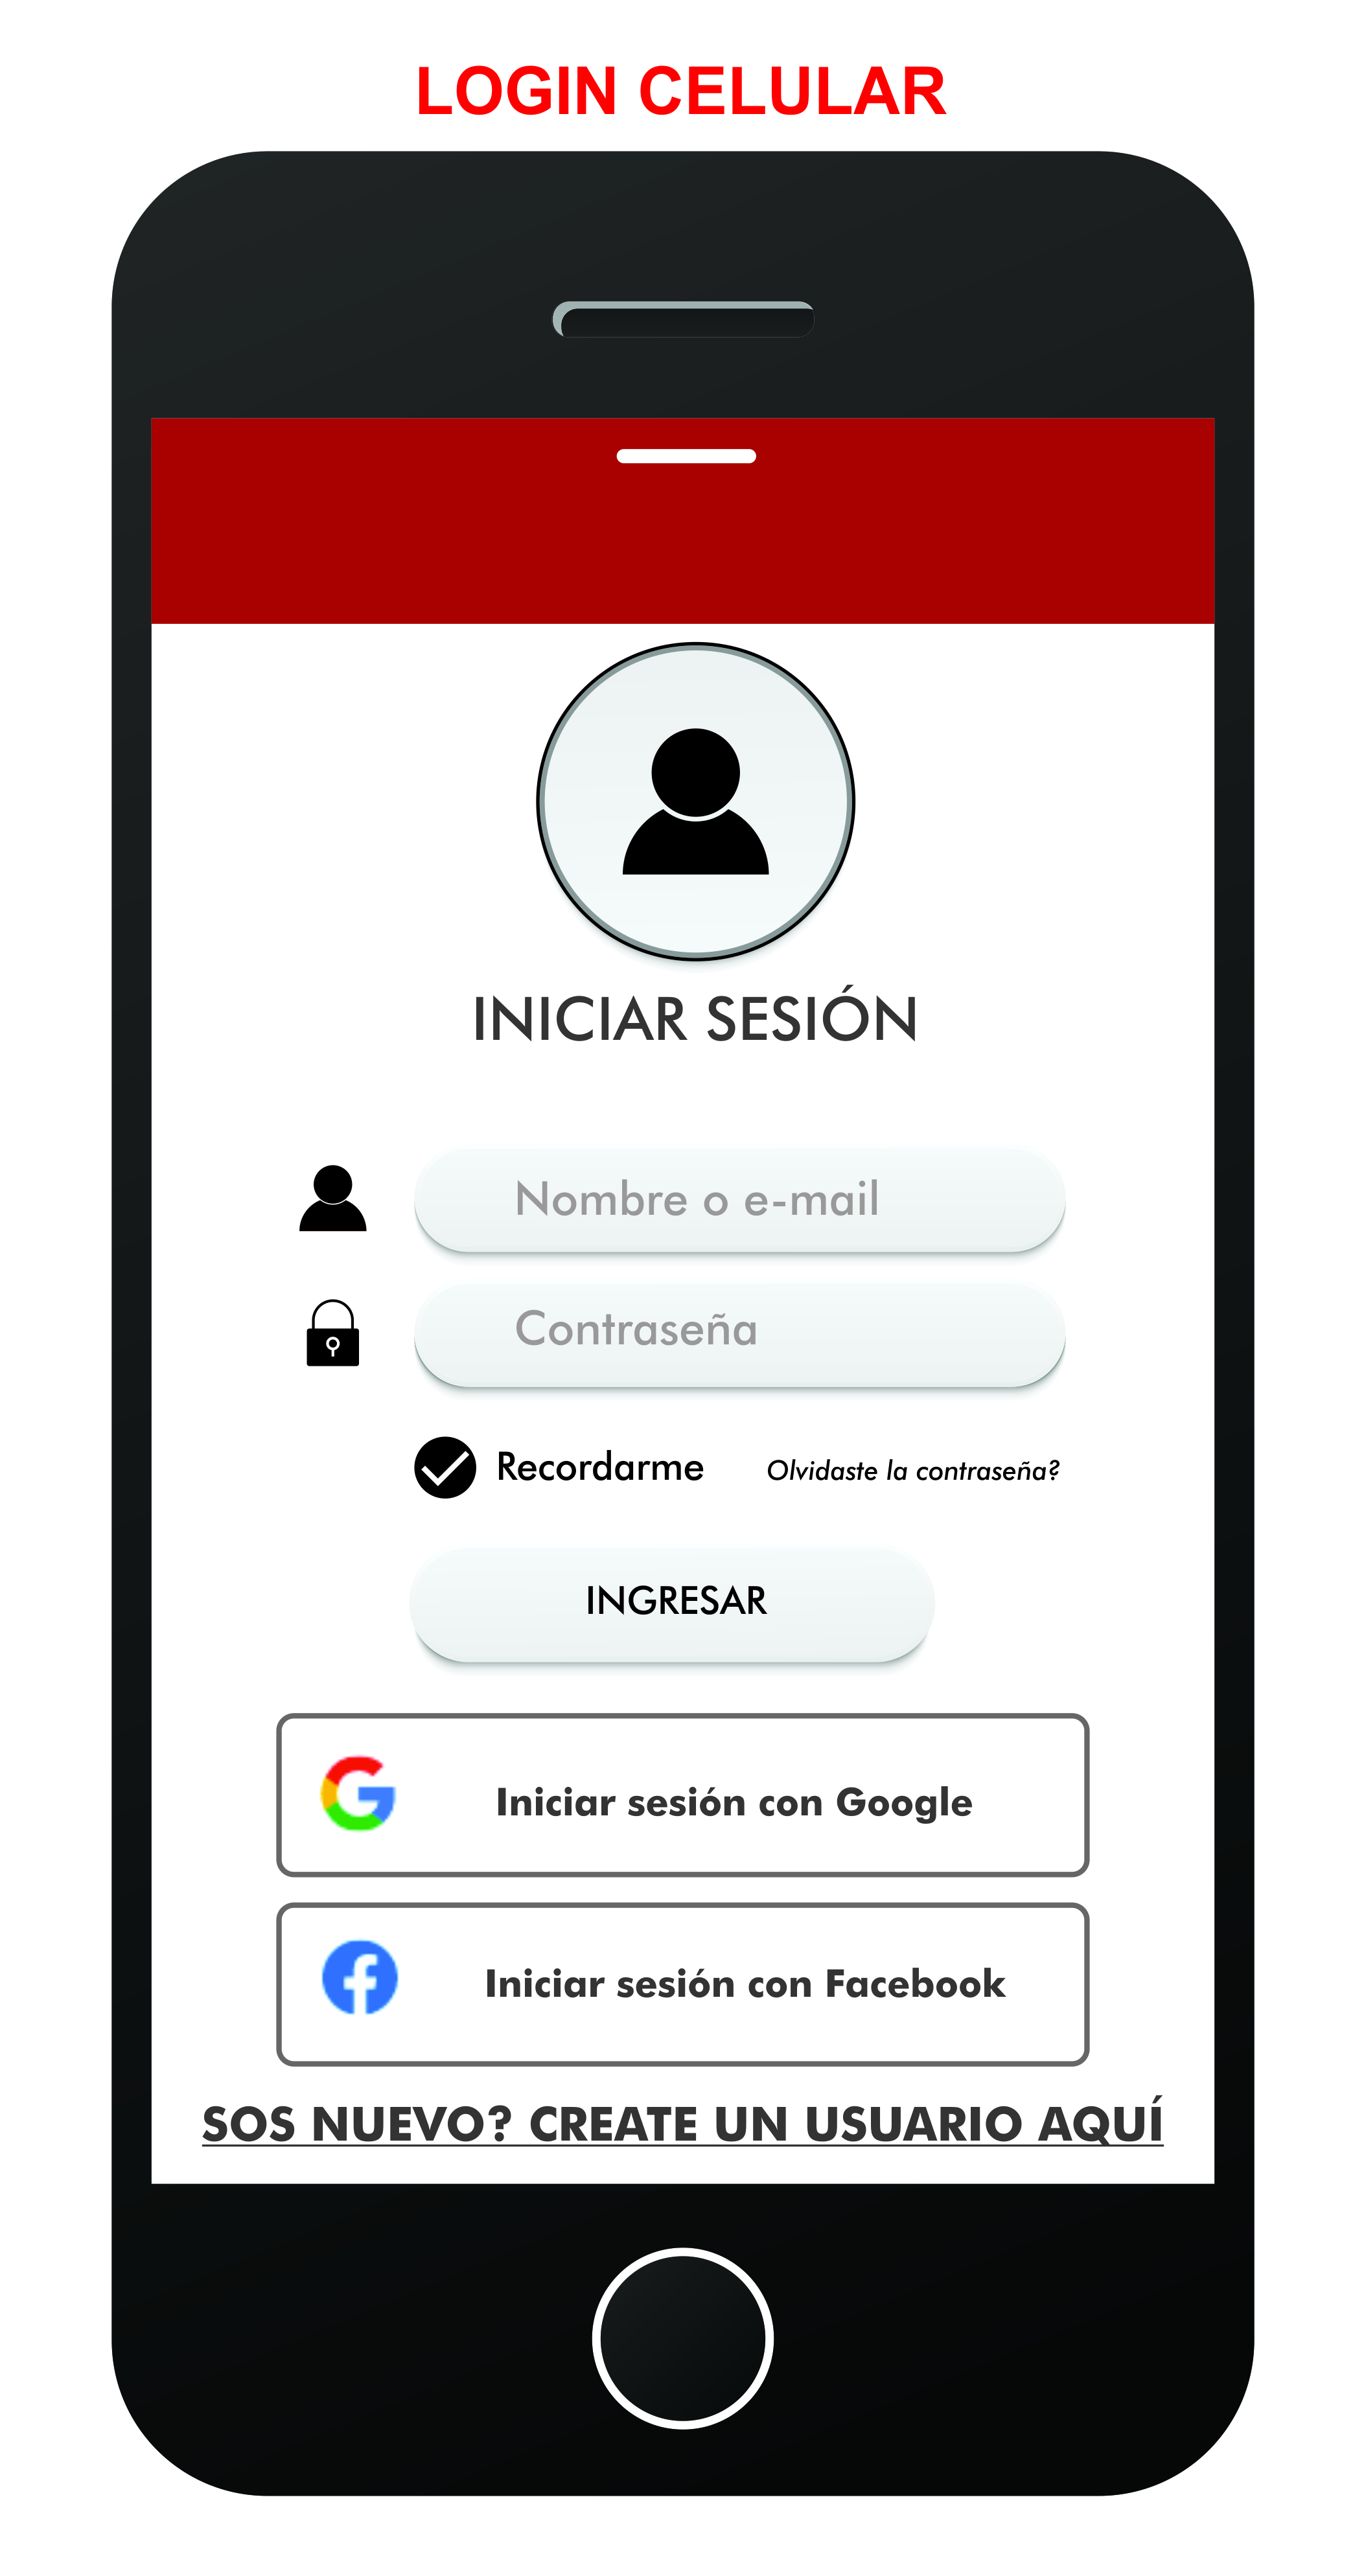 LOGIN CELULAR
INICIAR SESIÓN
Nombre o e-mail
Contraseña
Recordarme Olvidaste la contraseña?
INGRESAR
Iniciar sesión con Google
Iniciar sesión con Facebook
SOS NUEVO? CREATE UN USUARIO AQUÍ